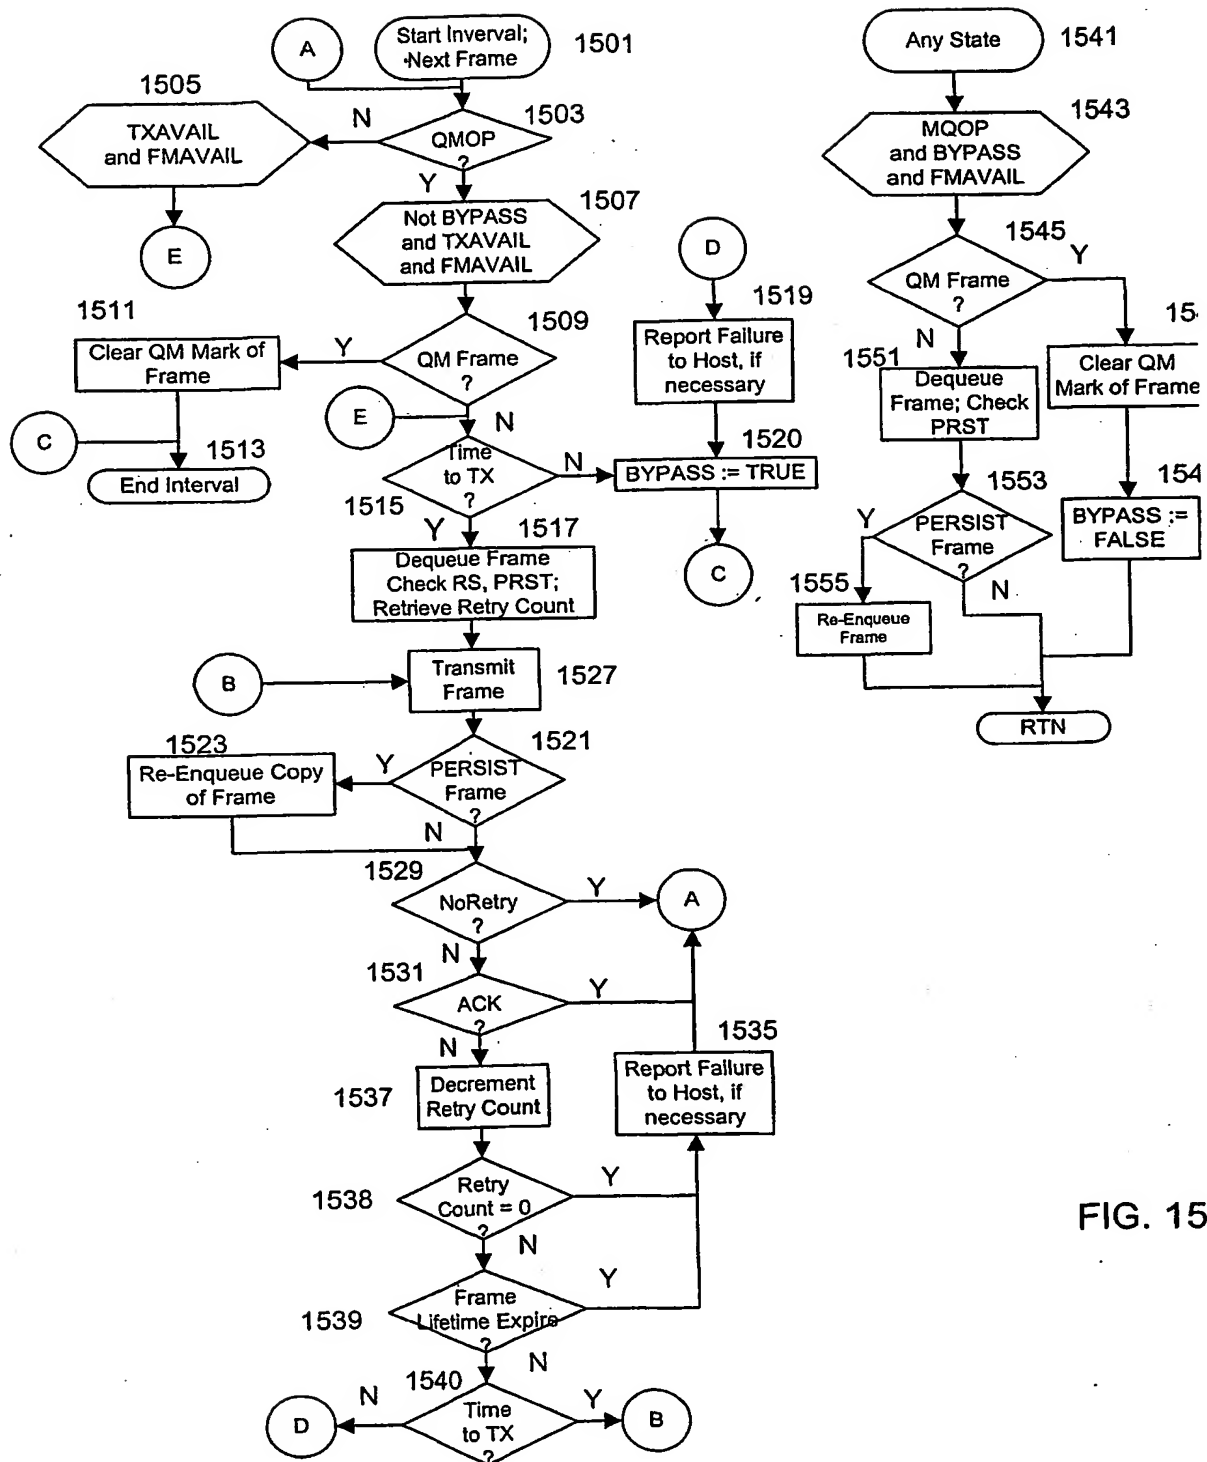 A
Start Inverval;
Next Frame
1501
1505
TXAVAIL
and FMAVAIL
N
QMOP
?
1503
Y
E
Not BYPASS
and TXAVAIL
and FMAVAIL
1507
1511
Clear QM Mark of
Frame
Y
QM Frame
?
1509
C
1513
End Interval
E
N
Time
to TX
?
1515
N
Y
D
1519
Report Failure
to Host, if
necessary
1520
BYPASS := TRUE
C
1517
Dequeue Frame
Check RS, PRST;
Retrieve Retry Count
B
Transmit
Frame
1527
1521
1523
Re-Enqueue Copy
of Frame
Y
PERSIST
Frame
?
N
1529
NoRetry
?
Y
A
N
1531
ACK
?
Y
N
1535
Report Failure
to Host, if
necessary
1537
Decrement
Retry Count
1538
Retry
Count = 0
?
Y
N
1539
Frame
Lifetime Expire
?
Y
N
1540
D
N
Time
to TX
?
Y
B
Any State
1541
1543
MQOP
and BYPASS
and FMAVAIL
1545
QM Frame
?
Y
N
1551
Dequeue
Frame; Check
PRST
154
Clear QM
Mark of Frame
1553
PERSIST
Frame
?
Y
N
154
BYPASS :=
FALSE
1555
Re-Enqueue
Frame
RTN
FIG. 15